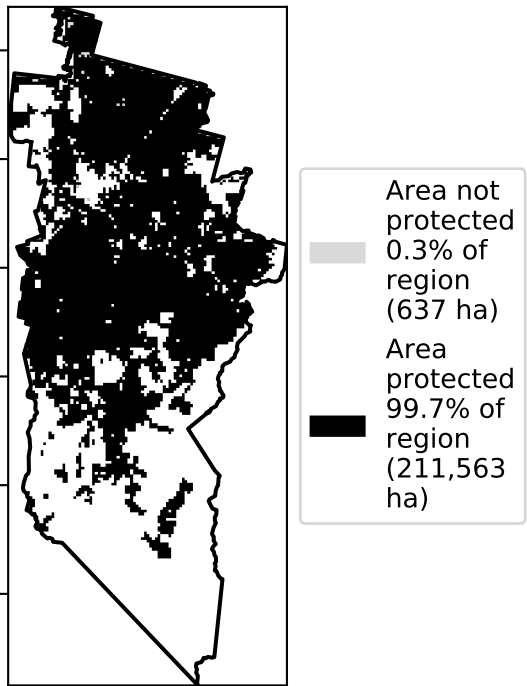 Area not
protected
0.3% of
region
(637 ha)
Area
protected
99.7% of
region
(211,563
ha)